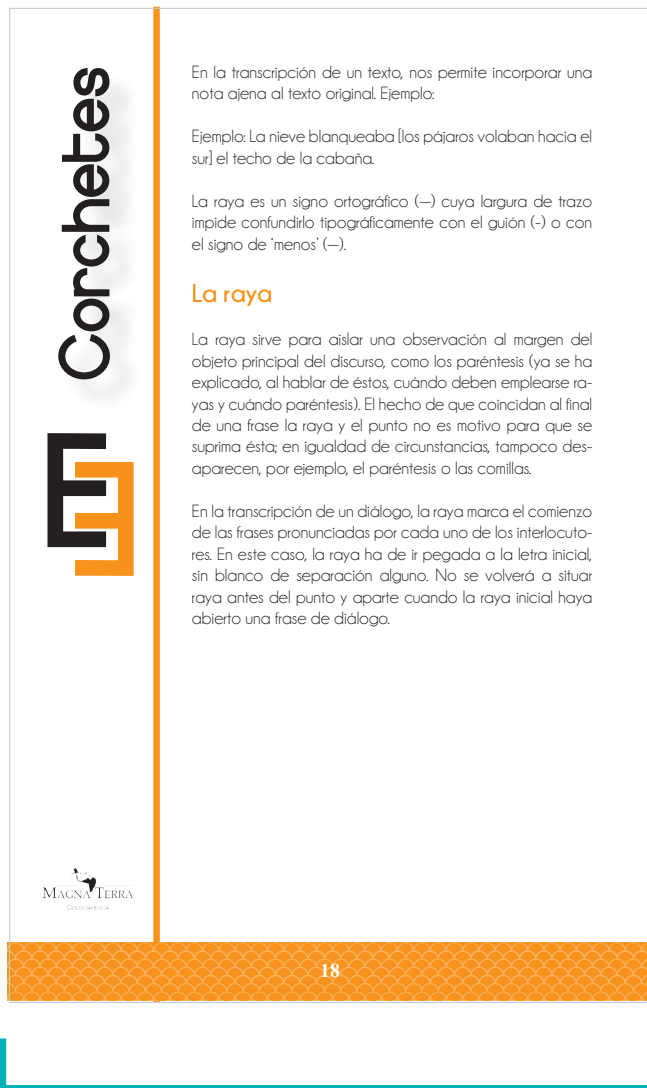 Corchetes
En la transcripción de un texto, nos permite incorporar una
nota ajena al texto original. Ejemplo:
Ejemplo: La nieve blanqueaba [los pájaros volaban hacia el
sur] el techo de la cabaña.
La raya es un signo ortográfico (—) cuya largura de trazo
impide confundirlo tipográficamente con el guión (-) o con
el signo de ‘menos’ (—).
La raya
La raya sirve para aislar una observación al margen del
objeto principal del discurso, como los paréntesis (ya se ha
explicado, al hablar de éstos, cuándo deben emplearse ra-
yas y cuándo paréntesis). El hecho de que coincidan al final
de una frase la raya y el punto no es motivo para que se
suprima ésta; en igualdad de circunstancias, tampoco des-
aparecen, por ejemplo, el paréntesis o las comillas.
En la transcripción de un diálogo, la raya marca el comienzo
de las frases pronunciadas por cada uno de los interlocuto-
res. En este caso, la raya ha de ir pegada a la letra inicial,
sin blanco de separación alguno. No se volverá a situar
raya antes del punto y aparte cuando la raya inicial haya
abierto una frase de diálogo.
MAGNA TERRA
18